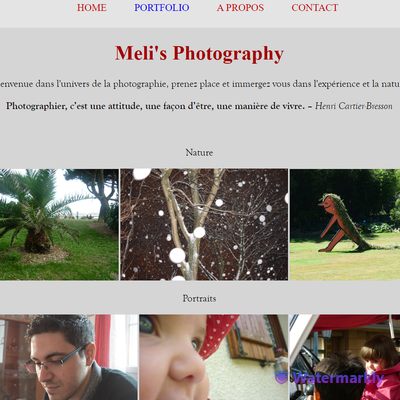 HOME PORTFOLIO A PROPOS CONTACT
Meli's Photography
envenue dans l'univers de la photographie, prenez place et immergez vous dans l'expérience et la natu
Photographier, c'est une attitude, une façon d'être, une manière de vivre. – Henri Cartier-Bresson
Nature
Portraits
Watermarkly